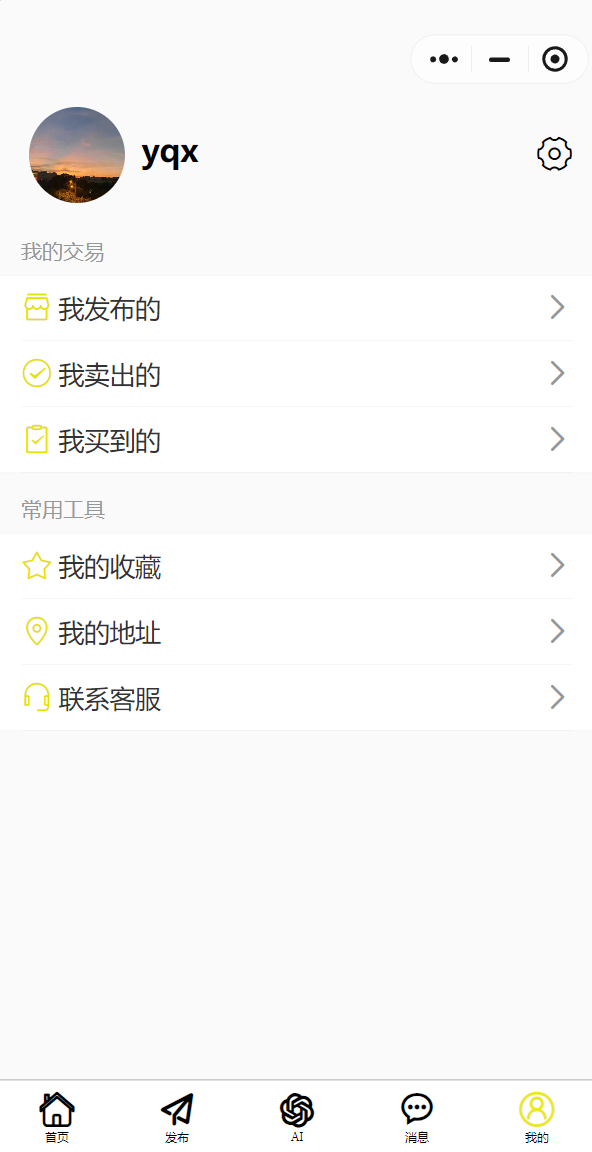 yqx
我的交易
我发布的
我卖出的
我买到的
常用工具
我的收藏
我的地址
联系客服
首页
发布
AI
消息
我的